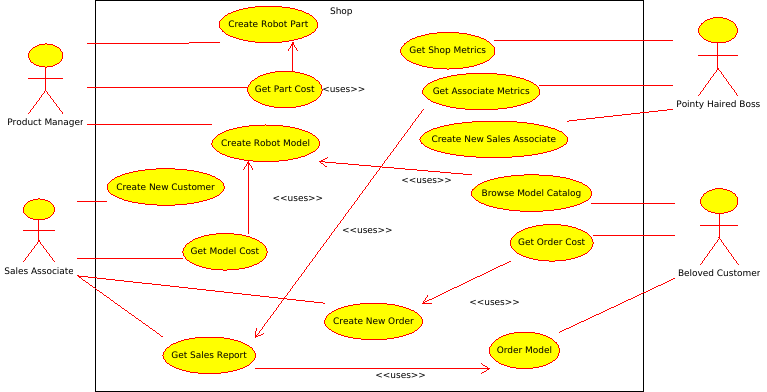 Shop
Create Robot Part
Get Shop Metrics
Get Part Cost
<uses>>
Get Associate Metrics
Pointy Haired Boss
Product Manager
Create Robot Model
Create New Sales Associate
<<uses>>
Create New Customer
Browse Model Catalog
<<uses>>
<<uses>>
Get Model Cost
Get Order Cost
Sales Associate
Beloved Customer
<<uses>>
Create New Order
Get Sales Report
Order Model
<<uses>>